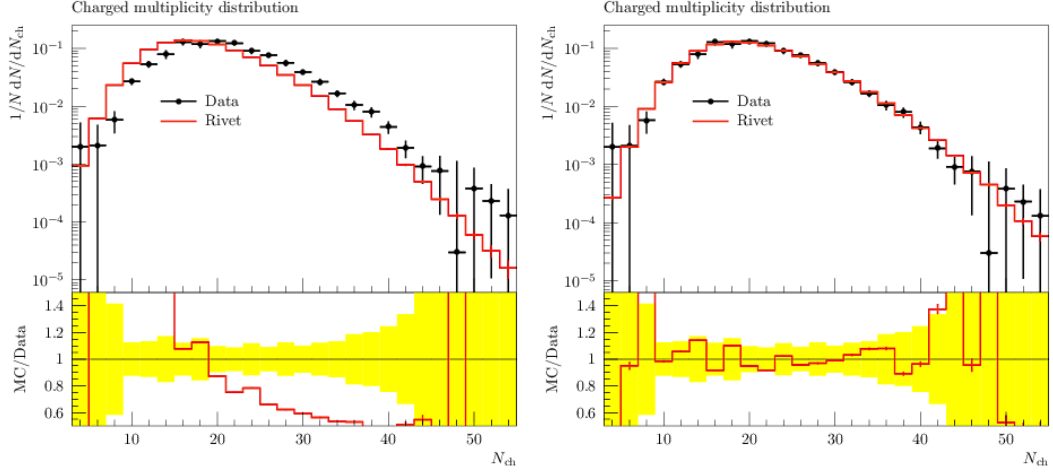 Charged multiplicity distribution
1/N dN/dN_ch
10^−1
10^−2
10^−3
10^−4
10^−5
Data
Rivet
MC/Data
1.4
1.2
1
0.8
0.6
10 20 30 40 50
N_ch
Charged multiplicity distribution
1/N dN/dN_ch
10^−1
10^−2
10^−3
10^−4
10^−5
Data
Rivet
MC/Data
1.4
1.2
1
0.8
0.6
10 20 30 40 50
N_ch